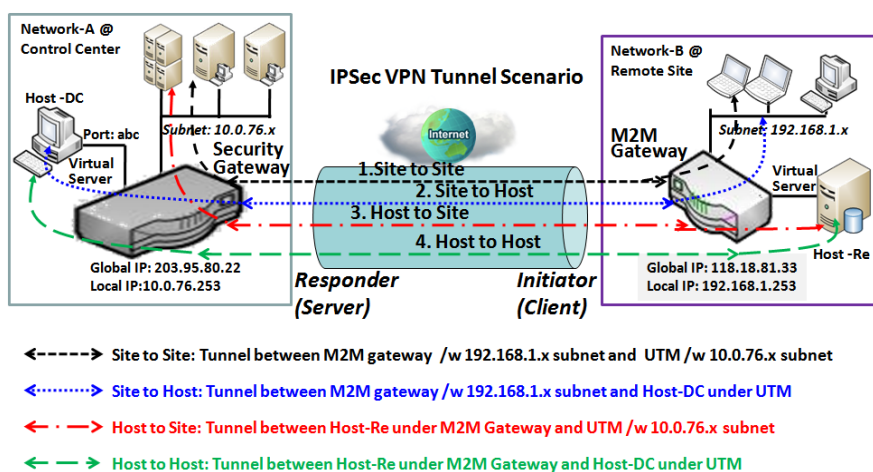 Network-A @
Control Center
Network-B @
Remote Site
IPSec VPN Tunnel Scenario
Host -DC
Port: abc
Subnet: 10.0.76.x
Internet
Subnet: 192.168.1.x
Virtual
Server
Security
Gateway
M2M
Gateway
Virtual
Server
1.Site to Site
2. Site to Host
3. Host to Site
4. Host to Host
Host -Re
Global IP: 203.95.80.22
Local IP:10.0.76.253
Responder
(Server)
Initiator
(Client)
Global IP: 118.18.81.33
Local IP: 192.168.1.253
Site to Site: Tunnel between M2M gateway /w 192.168.1.x subnet and UTM /w 10.0.76.x subnet
Site to Host: Tunnel between M2M gateway /w 192.168.1.x subnet and Host-DC under UTM
Host to Site: Tunnel between Host-Re under M2M Gateway and UTM /w 10.0.76.x subnet
Host to Host: Tunnel between Host-Re under M2M Gateway and Host-DC under UTM